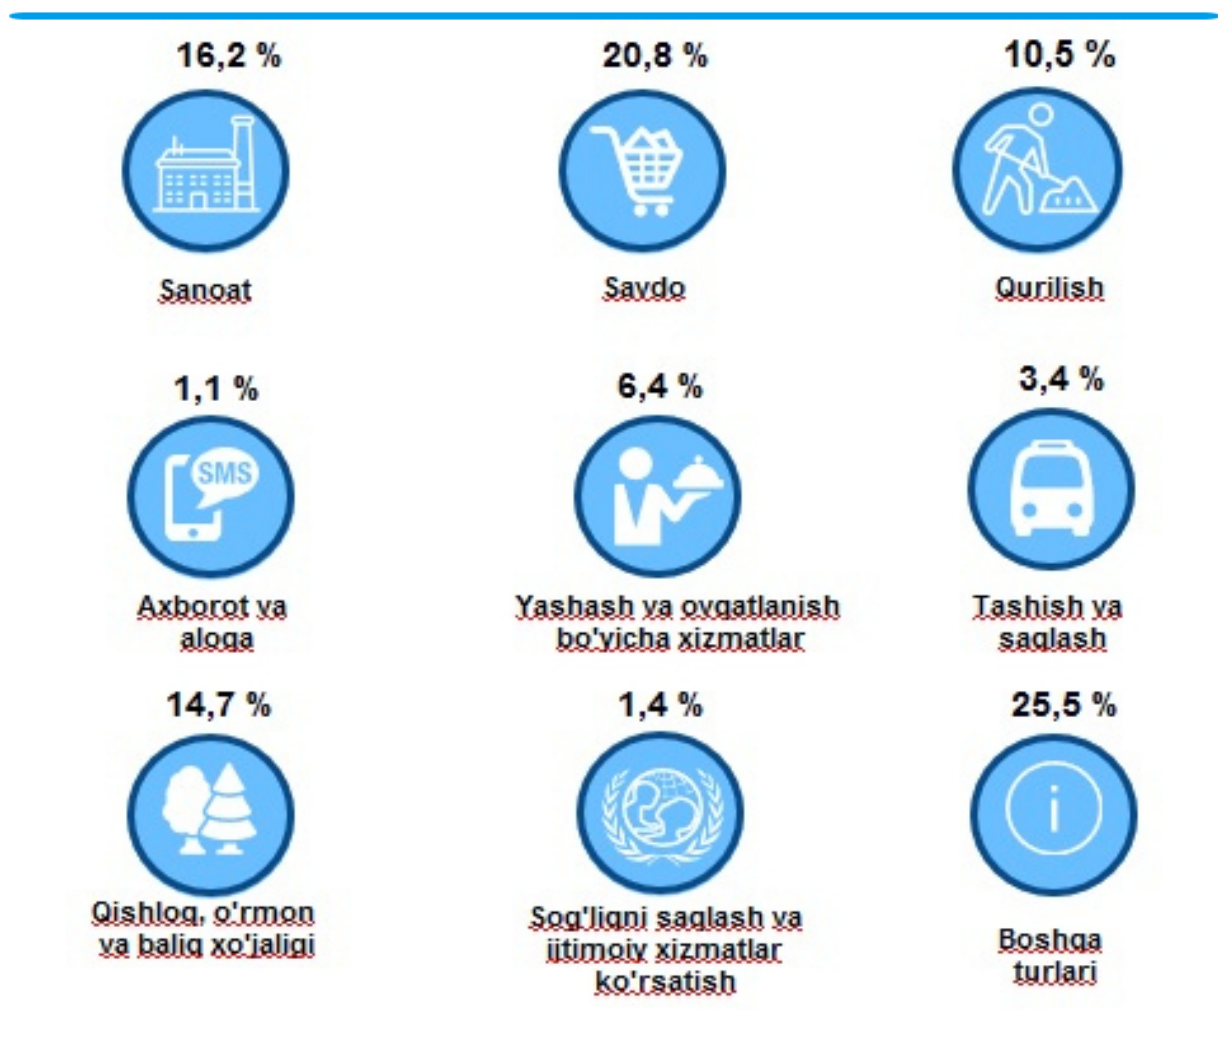 16,2 %
20,8 %
10,5 %
Sanoat
Savdo
Qurilish
1,1 %
6,4 %
3,4 %
SMS
Axborot va
aloqa
Yashash va ovqatlanish
bo'yicha xizmatlar
Tashish va
saqlash
14,7 %
1,4 %
25,5 %
i
Qishloq, o'rmon
va baliq xo'jaligi
Sog'liqni saqlash va
ijtimoiy xizmatlar
ko'rsatish
Boshqa
turlari